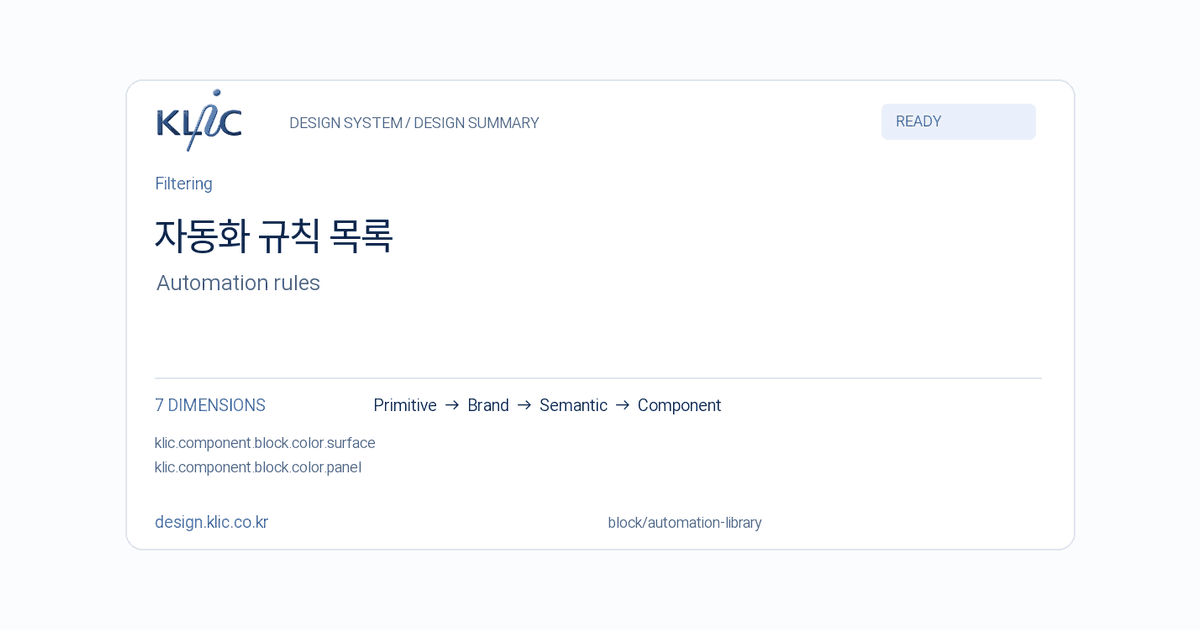 KLiC
DESIGN SYSTEM / DESIGN SUMMARY
READY
Filtering
자동화 규칙 목록
Automation rules
7 DIMENSIONS
Primitive → Brand → Semantic → Component
klic.component.block.color.surface
klic.component.block.color.panel
design.klic.co.kr
block/automation-library